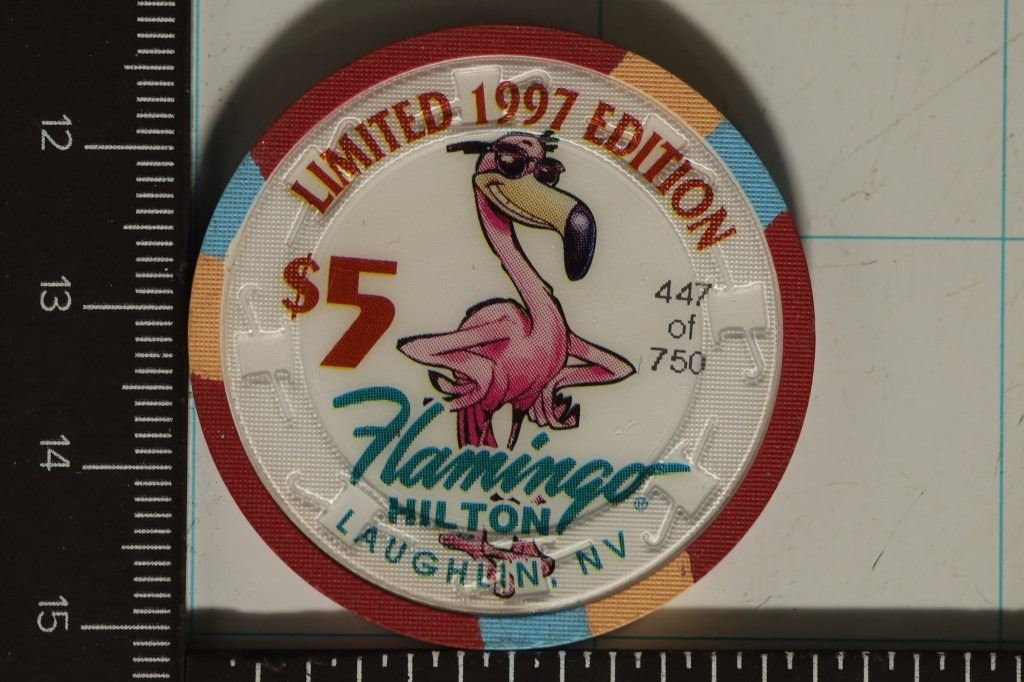 LIMITED 1997 EDITION
$5
447
of
750
Flamingo®
HILTON
LAUGHLIN, NV
12
13
14
15